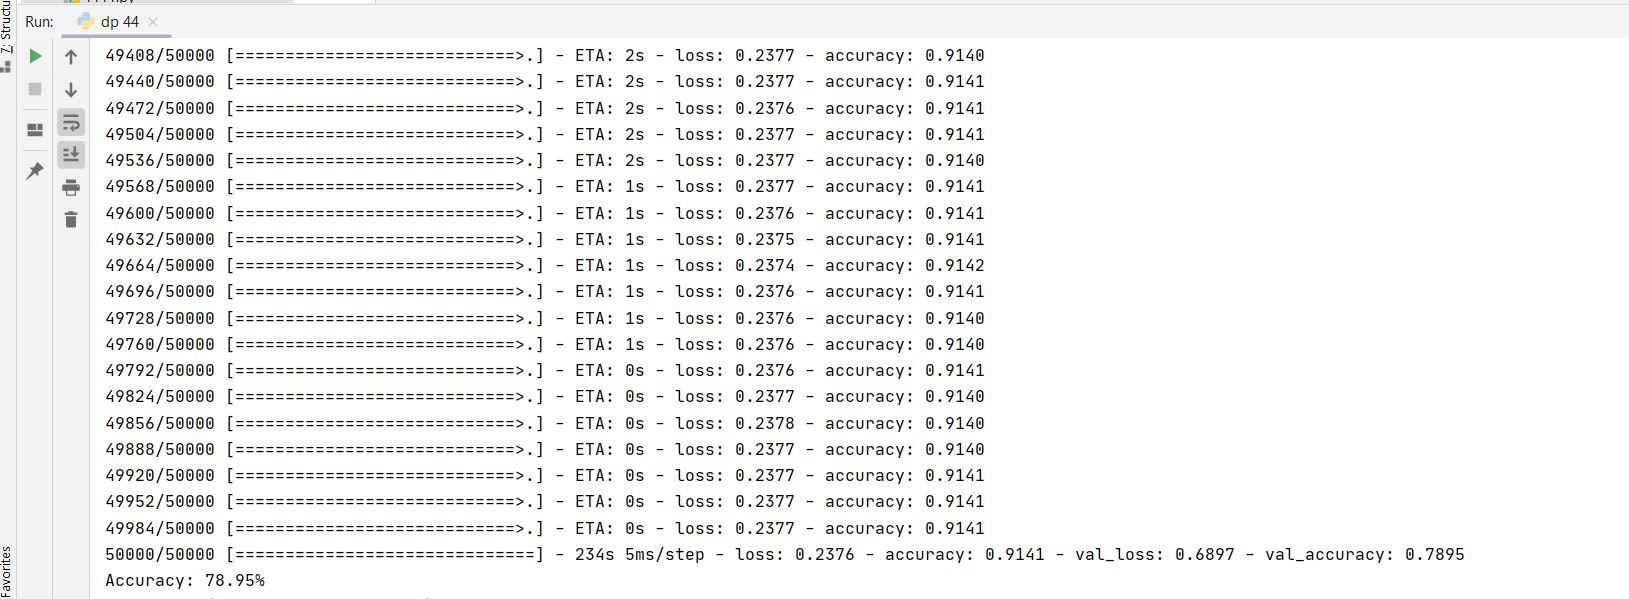 Run: dp 44
7: Structu
49408/50000 [============================>.] - ETA: 2s - loss: 0.2377 - accuracy: 0.9140
49440/50000 [============================>.] - ETA: 2s - loss: 0.2377 - accuracy: 0.9141
49472/50000 [============================>.] - ETA: 2s - loss: 0.2376 - accuracy: 0.9141
49504/50000 [============================>.] - ETA: 2s - loss: 0.2377 - accuracy: 0.9141
49536/50000 [============================>.] - ETA: 2s - loss: 0.2377 - accuracy: 0.9140
49568/50000 [============================>.] - ETA: 1s - loss: 0.2377 - accuracy: 0.9141
49600/50000 [============================>.] - ETA: 1s - loss: 0.2376 - accuracy: 0.9141
49632/50000 [============================>.] - ETA: 1s - loss: 0.2375 - accuracy: 0.9141
49664/50000 [============================>.] - ETA: 1s - loss: 0.2374 - accuracy: 0.9142
49696/50000 [============================>.] - ETA: 1s - loss: 0.2376 - accuracy: 0.9141
49728/50000 [============================>.] - ETA: 1s - loss: 0.2376 - accuracy: 0.9140
49760/50000 [============================>.] - ETA: 1s - loss: 0.2376 - accuracy: 0.9140
49792/50000 [============================>.] - ETA: 0s - loss: 0.2376 - accuracy: 0.9141
49824/50000 [============================>.] - ETA: 0s - loss: 0.2377 - accuracy: 0.9140
49856/50000 [============================>.] - ETA: 0s - loss: 0.2378 - accuracy: 0.9140
49888/50000 [============================>.] - ETA: 0s - loss: 0.2377 - accuracy: 0.9140
49920/50000 [============================>.] - ETA: 0s - loss: 0.2377 - accuracy: 0.9141
49952/50000 [============================>.] - ETA: 0s - loss: 0.2377 - accuracy: 0.9141
49984/50000 [============================>.] - ETA: 0s - loss: 0.2377 - accuracy: 0.9141
50000/50000 [==============================] - 234s 5ms/step - loss: 0.2376 - accuracy: 0.9141 - val_loss: 0.6897 - val_accuracy: 0.7895
Accuracy: 78.95%
Favorites